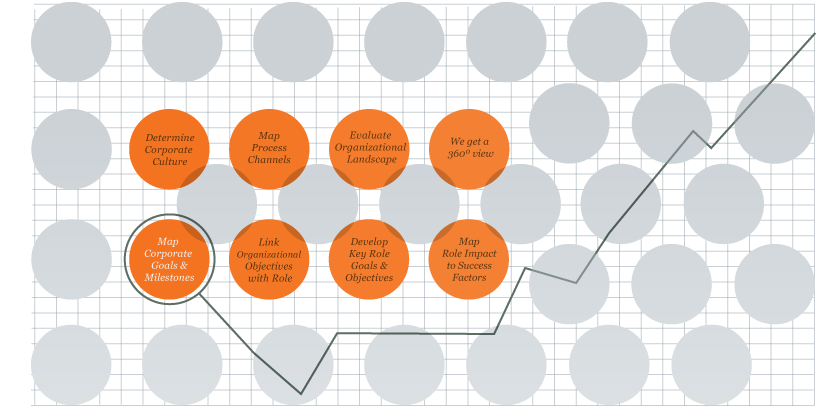 Determine
Corporate
Culture
Map
Process
Channels
Evaluate
Organizational
Landscape
We get a
360º view
Map
Corporate
Goals &
Milestones
Link
Organizational
Objectives
with Role
Develop
Key Role
Goals &
Objectives
Map
Role Impact
to Success
Factors